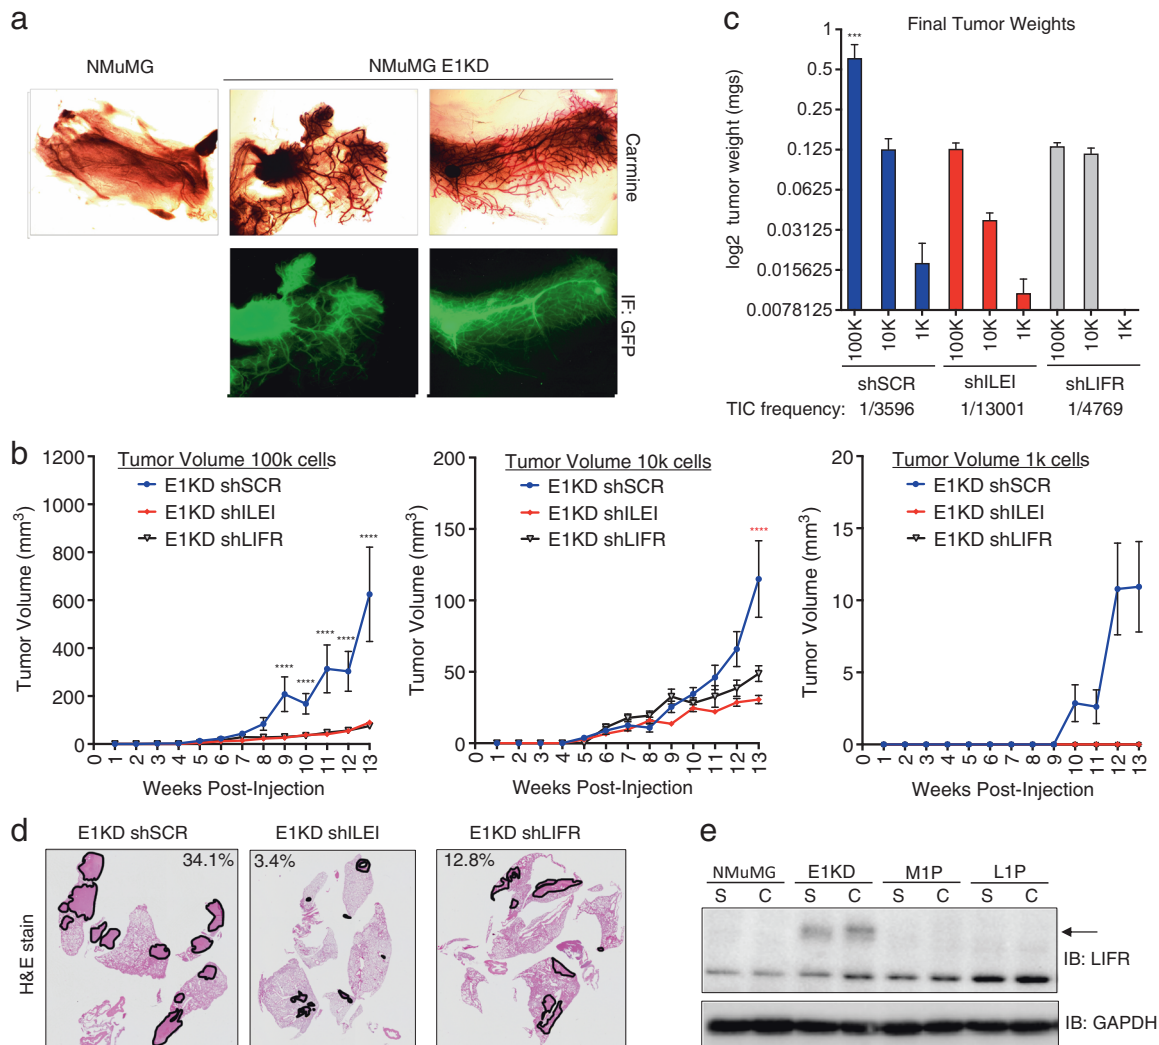 a
NMuMG
NMuMG E1KD
Carmine
IF: GFP
c
Final Tumor Weights
log2 tumor weight (mgs)
1
0.5
0.25
0.125
0.0625
0.03125
0.015625
0.0078125
***
100K 10K 1K 100K 10K 1K 100K 10K 1K
shSCR shILEI shLIFR
TIC frequency: 1/3596 1/13001 1/4769
b
Tumor Volume 100k cells
E1KD shSCR
E1KD shILEI
E1KD shLIFR
Tumor Volume (mm3)
1200
1000
800
600
400
200
0
**** **** **** **** ****
0 1 2 3 4 5 6 7 8 9 10 11 12 13
Weeks Post-Injection
Tumor Volume 10k cells
E1KD shSCR
E1KD shILEI
E1KD shLIFR
Tumor Volume (mm3)
200
150
100
50
0
****
0 1 2 3 4 5 6 7 8 9 10 11 12 13
Weeks Post-Injection
Tumor Volume 1k cells
E1KD shSCR
E1KD shILEI
E1KD shLIFR
Tumor Volume (mm3)
20
15
10
5
0
0 1 2 3 4 5 6 7 8 9 10 11 12 13
Weeks Post-Injection
d
E1KD shSCR E1KD shILEI E1KD shLIFR
34.1% 3.4% 12.8%
H&E stain
e
NMuMG E1KD M1P L1P
S C S C S C S C
IB: LIFR
IB: GAPDH